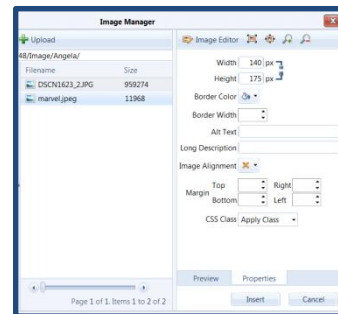 Image Manager
Upload
Image Editor
48/Image/Angela/
Filename Size
DSCN1623_2.JPG 959274
marvel.jpeg 11968
Width 140 px
Height 175 px
Border Color
Border Width
Alt Text
Long Description
Image Alignment
Margin
Top Right
Bottom Left
CSS Class Apply Class
Preview Properties
Page 1 of 1. Items 1 to 2 of 2
Insert Cancel